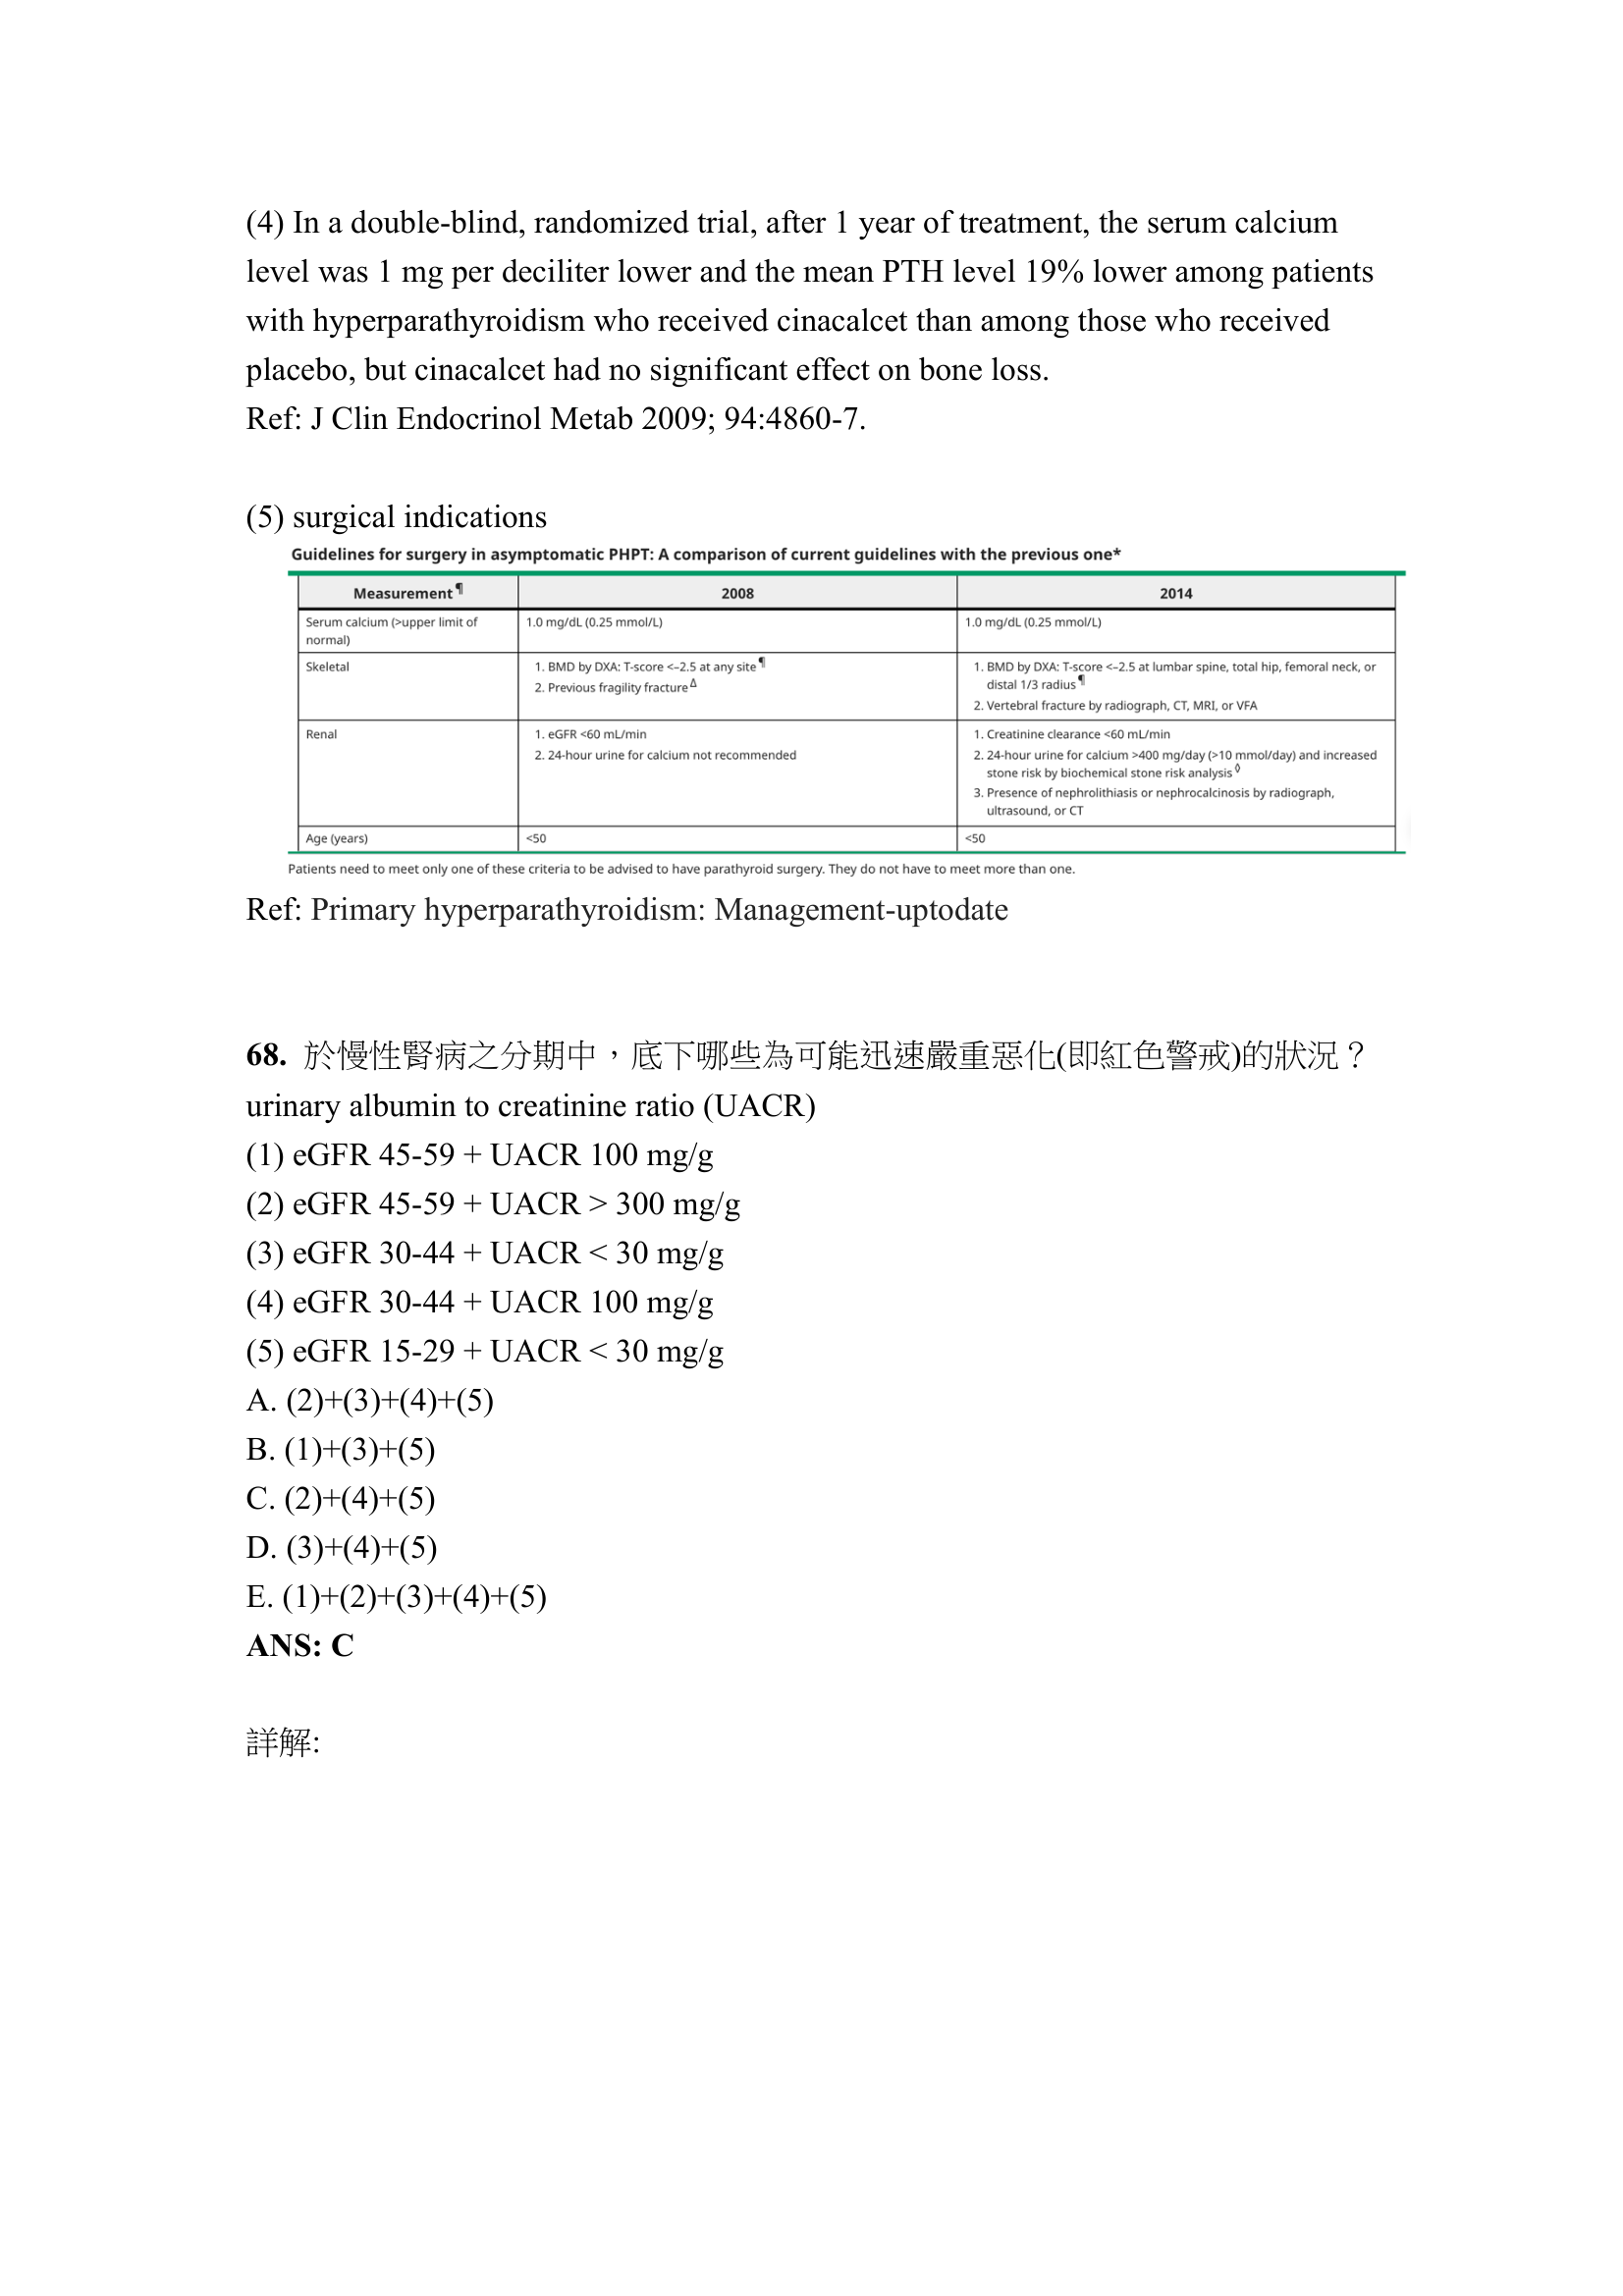 (4) In a double-blind, randomized trial, after 1 year of treatment, the serum calcium
level was 1 mg per deciliter lower and the mean PTH level 19% lower among patients
with hyperparathyroidism who received cinacalcet than among those who received
placebo, but cinacalcet had no significant effect on bone loss.
Ref: J Clin Endocrinol Metab 2009; 94:4860-7.
(5) surgical indications
Guidelines for surgery in asymptomatic PHPT: A comparison of current guidelines with the previous one*
Measurement¶ 2008 2014
Serum calcium (>upper limit of normal) 1.0 mg/dL (0.25 mmol/L) 1.0 mg/dL (0.25 mmol/L)
Skeletal
1. BMD by DXA: T-score <–2.5 at any site¶
2. Previous fragility fractureΔ
1. BMD by DXA: T-score <–2.5 at lumbar spine, total hip, femoral neck, or
distal 1/3 radius¶
2. Vertebral fracture by radiograph, CT, MRI, or VFA
Renal
1. eGFR <60 mL/min
2. 24-hour urine for calcium not recommended
1. Creatinine clearance <60 mL/min
2. 24-hour urine for calcium >400 mg/day (>10 mmol/day) and increased
stone risk by biochemical stone risk analysis◊
3. Presence of nephrolithiasis or nephrocalcinosis by radiograph,
ultrasound, or CT
Age (years) <50 <50
Patients need to meet only one of these criteria to be advised to have parathyroid surgery. They do not have to meet more than one.
Ref: Primary hyperparathyroidism: Management-uptodate
68. 於慢性腎病之分期中，底下哪些為可能迅速嚴重惡化(即紅色警戒)的狀況？
urinary albumin to creatinine ratio (UACR)
(1) eGFR 45-59 + UACR 100 mg/g
(2) eGFR 45-59 + UACR > 300 mg/g
(3) eGFR 30-44 + UACR < 30 mg/g
(4) eGFR 30-44 + UACR 100 mg/g
(5) eGFR 15-29 + UACR < 30 mg/g
A. (2)+(3)+(4)+(5)
B. (1)+(3)+(5)
C. (2)+(4)+(5)
D. (3)+(4)+(5)
E. (1)+(2)+(3)+(4)+(5)
ANS: C
詳解: